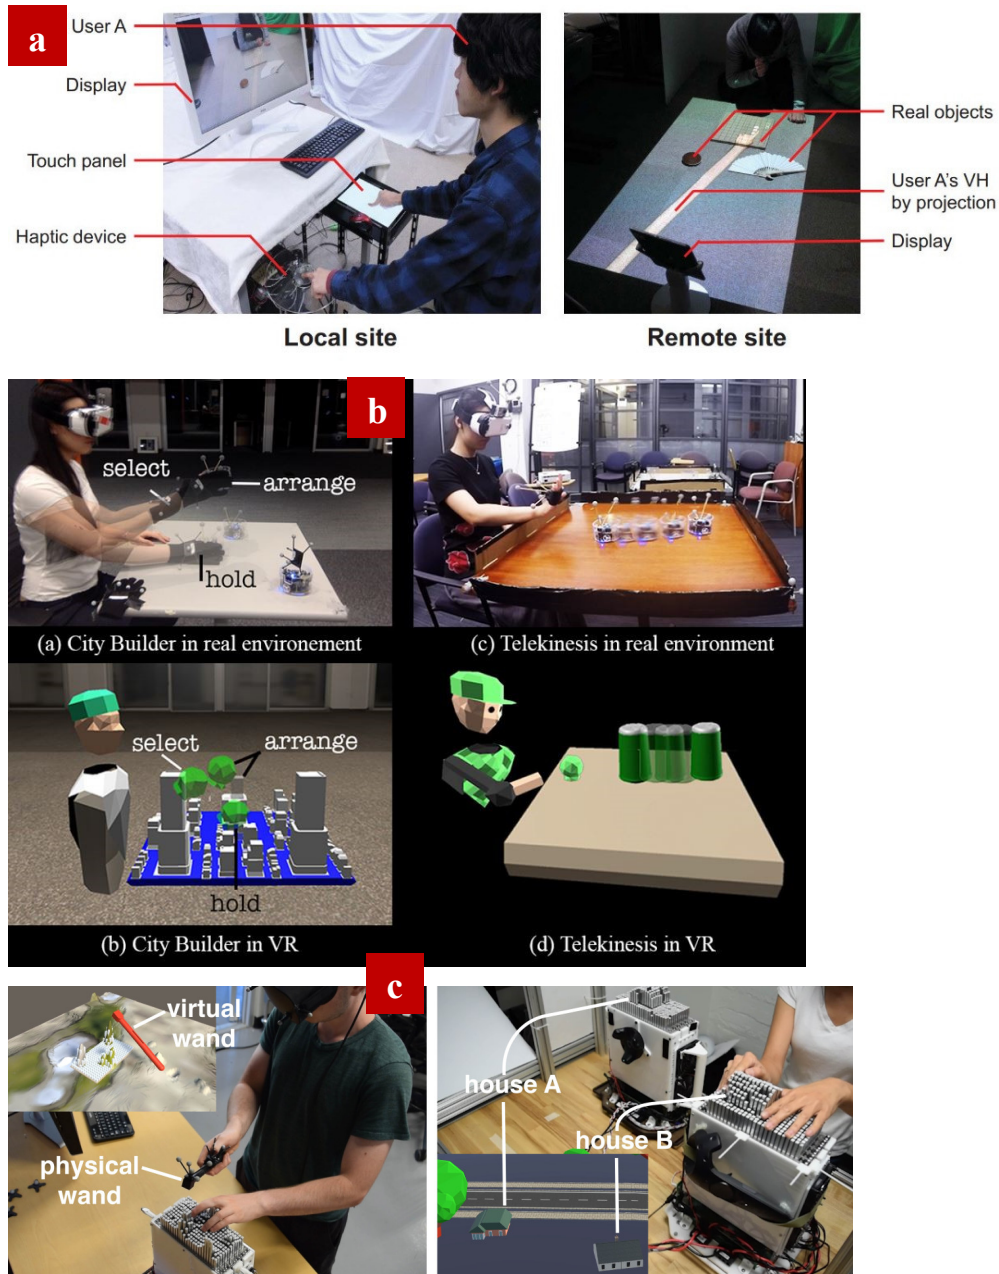 a
User A
Display
Touch panel
Haptic device
Real objects
User A's VH
by projection
Display
Local site
Remote site
b
select
arrange
hold
(a) City Builder in real environement
(c) Telekinesis in real environment
select
arrange
hold
(b) City Builder in VR
(d) Telekinesis in VR
c
virtual
wand
physical
wand
house A
house B